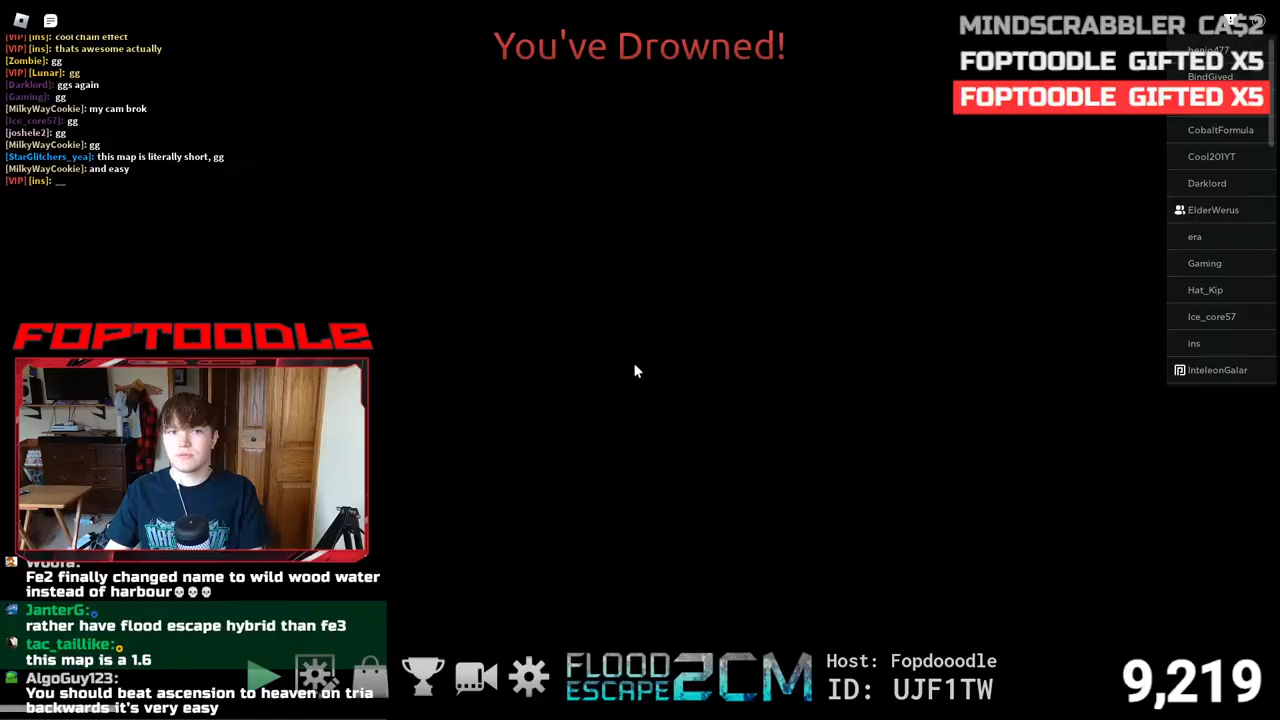 [VIP] [ins]: cool chain effect
[VIP] [ins]: thats awesome actually
[Zombie]: gg
[VIP] [Lunar]: gg
[Darklord]: ggs again
[Gaming]: gg
[MilkyWayCookie]: my cam brok
[Ice_core57]: gg
[joshele2]: gg
[MilkyWayCookie]: gg
[StarGlitchers_yea]: this map is literally short, gg
[MilkyWayCookie]: and easy
[VIP] [ins]: __
You've Drowned!
MINDSCRABBLER CA$2
FOPTOODLE GIFTED X5
FOPTOODLE GIFTED X5
BindGived
CobaltFormula
Cool201YT
Darklord
ElderWerus
era
Gaming
Hat_Kip
Ice_core57
ins
InteleonGalar
FOPTOODLE
Woofa:
Fe2 finally changed name to wild wood water
instead of harbour💀💀💀
JanterG:
rather have flood escape hybrid than fe3
tac_taillike:
this map is a 1.6
AlgoGuy123:
You should beat ascension to heaven on tria
backwards it's very easy
FLOOD
ESCAPE 2CM
Host: Fopdooodle
ID: UJF1TW
9,219